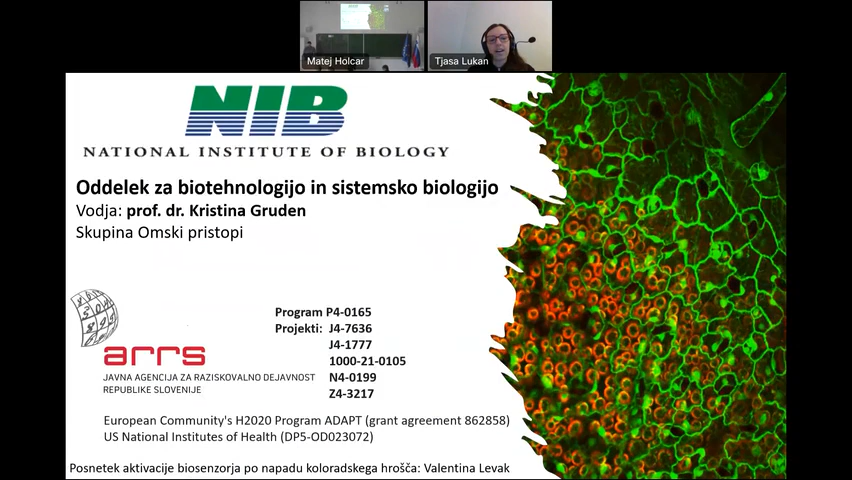 Matej Holcar
Tjasa Lukan
NIB
NATIONAL INSTITUTE OF BIOLOGY
Oddelek za biotehnologijo in sistemsko biologijo
Vodja: prof. dr. Kristina Gruden
Skupina Omski pristopi
Program P4-0165
Projekti: J4-7636
J4-1777
1000-21-0105
N4-0199
Z4-3217
arrs
JAVNA AGENCIJA ZA RAZISKOVALNO DEJAVNOST
REPUBLIKE SLOVENIJE
European Community's H2020 Program ADAPT (grant agreement 862858)
US National Institutes of Health (DP5-OD023072)
Posnetek aktivacije biosenzorja po napadu koloradskega hrošča: Valentina Levak